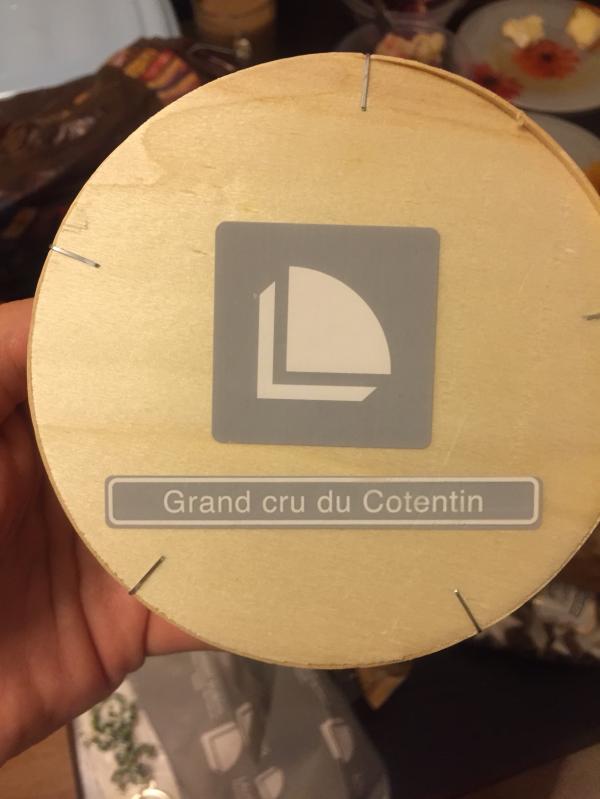 Grand cru du Cotentin